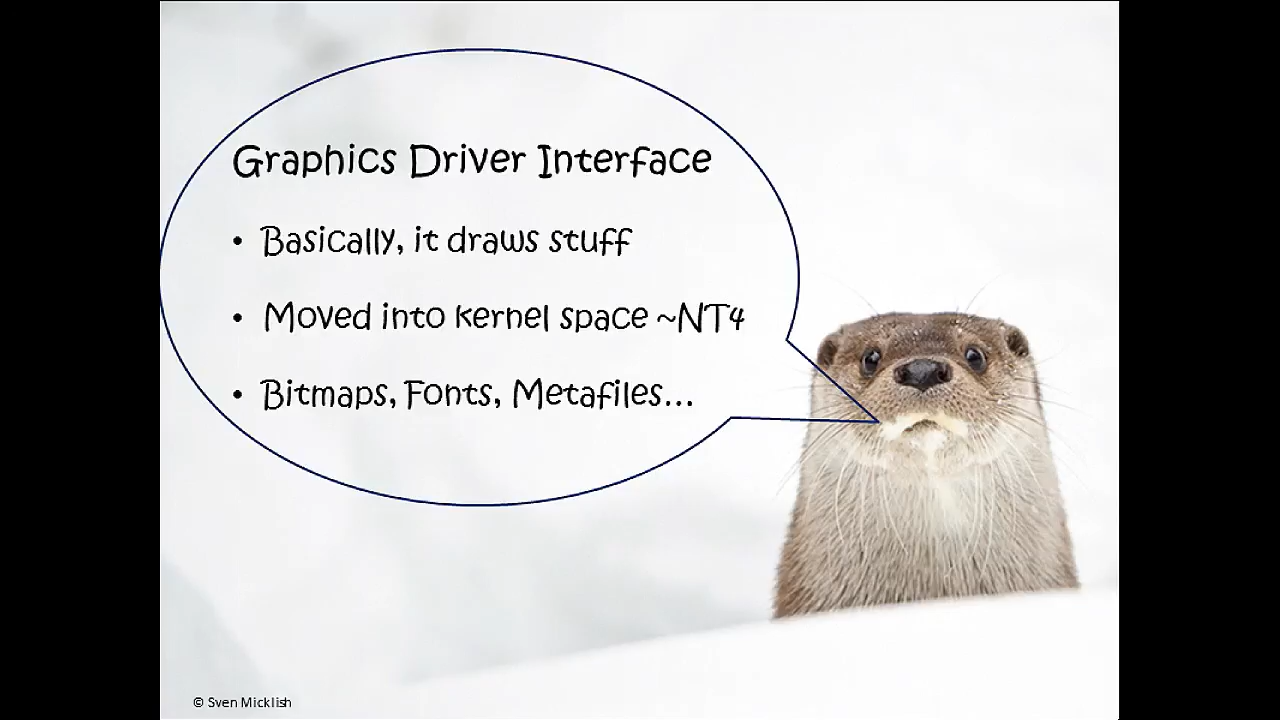 Graphics Driver Interface
• Basically, it draws stuff
• Moved into kernel space ~NT4
• Bitmaps, Fonts, Metafiles...
© Sven Micklish